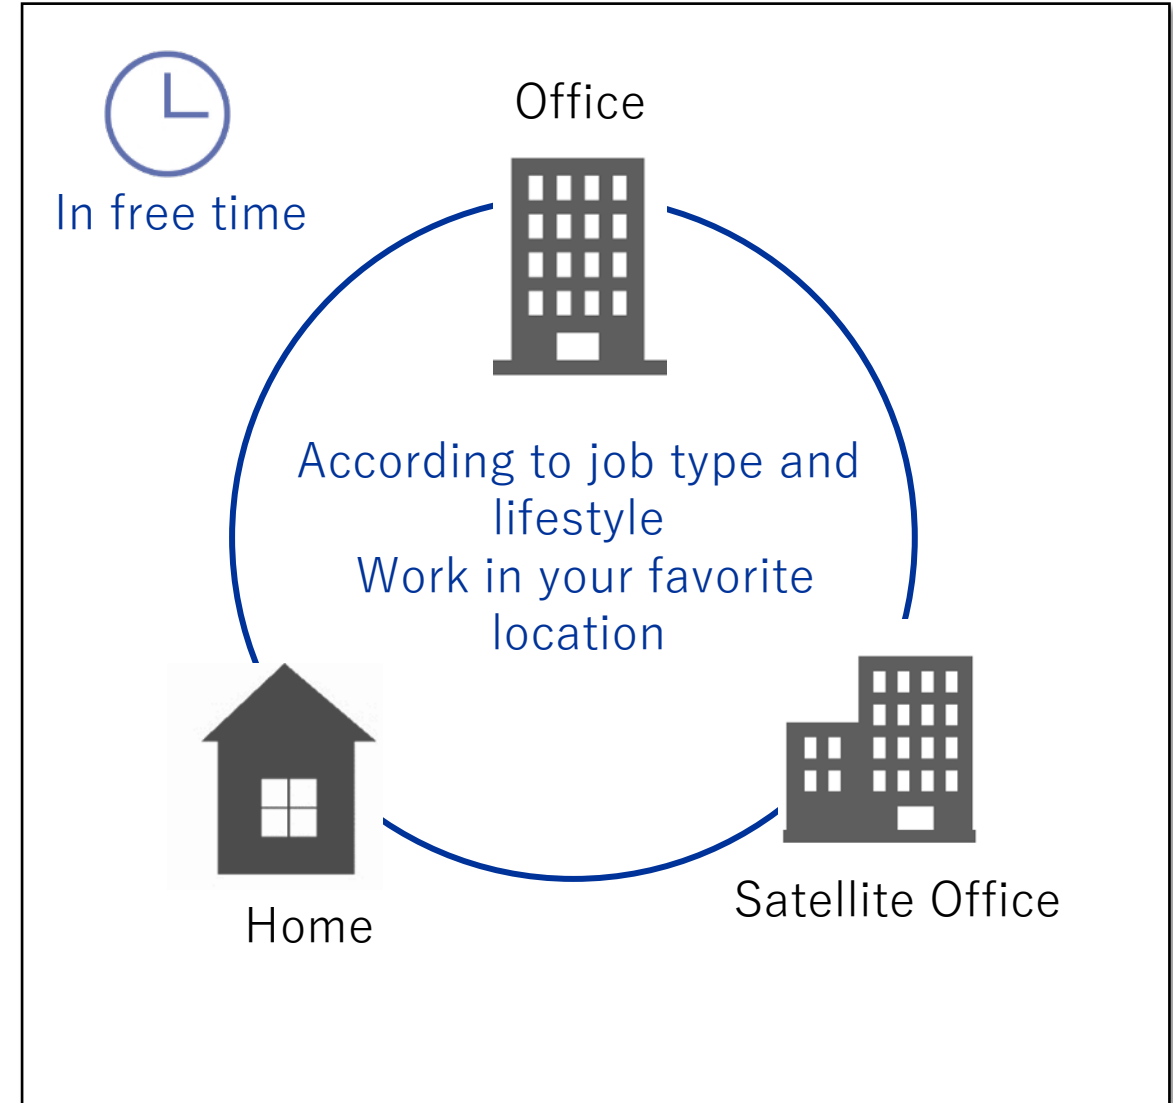 Office
In free time
According to job type and
lifestyle
Work in your favorite
location
Home
Satellite Office